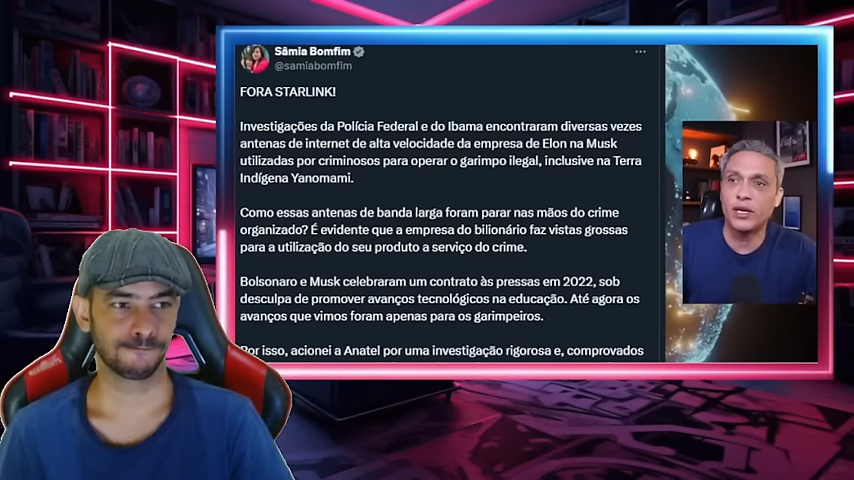 Sâmia Bomfim
@samiabomfim
FORA STARLINK!
Investigações da Polícia Federal e do Ibama encontraram diversas vezes
antenas de internet de alta velocidade da empresa de Elon na Musk
utilizadas por criminosos para operar o garimpo ilegal, inclusive na Terra
Indígena Yanomami.
Como essas antenas de banda larga foram parar nas mãos do crime
organizado? É evidente que a empresa do bilionário faz vistas grossas
para a utilização do seu produto a serviço do crime.
Bolsonaro e Musk celebraram um contrato às pressas em 2022, sob
desculpa de promover avanços tecnológicos na educação. Até agora os
avanços que vimos foram apenas para os garimpeiros.
Por isso, acionei a Anatel por uma investigação rigorosa e, comprovados